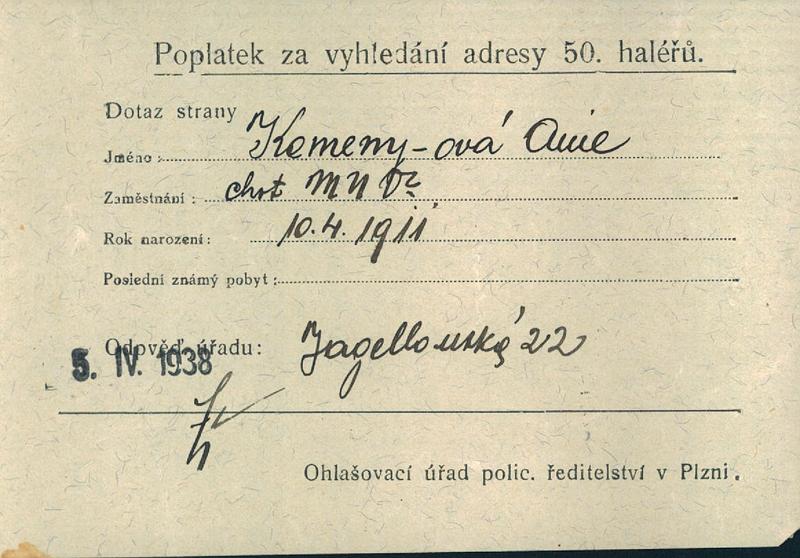 Poplatek za vyhledání adresy 50. haléřů.
Dotaz strany
Jméno: Kemeny-ová Anie
Zaměstnání: chot MUDr
Rok narození: 10.4. 1911
Poslední známý pobyt:
Odpověď úřadu: Jagellonská 22
5. IV. 1938
Ohlašovací úřad polic. ředitelství v Plzni.